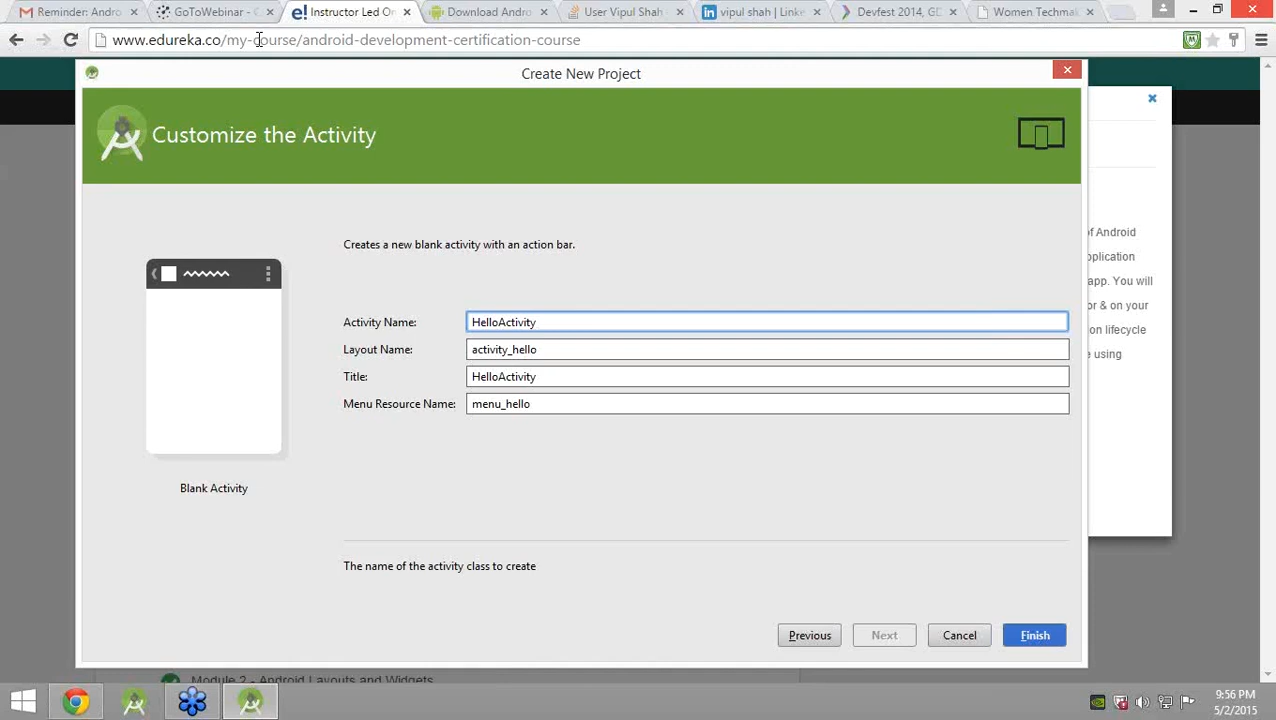 Reminder: Andro
GoToWebinar - G
Instructor Led On
Download Andro
User Vipul Shah
vipul shah | Linke
Devfest 2014, GD
Women Techmak
www.edureka.co/my-course/android-development-certification-course
Create New Project
Customize the Activity
Creates a new blank activity with an action bar.
Activity Name: HelloActivity
Layout Name: activity_hello
Title: HelloActivity
Menu Resource Name: menu_hello
Blank Activity
The name of the activity class to create
Previous Next Cancel Finish
of Android
pplication
app. You will
or & on your
on lifecycle
e using
Module 2 - Android Layouts and Widgets
9:56 PM
5/2/2015